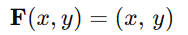 F(x, y) = (x, y)